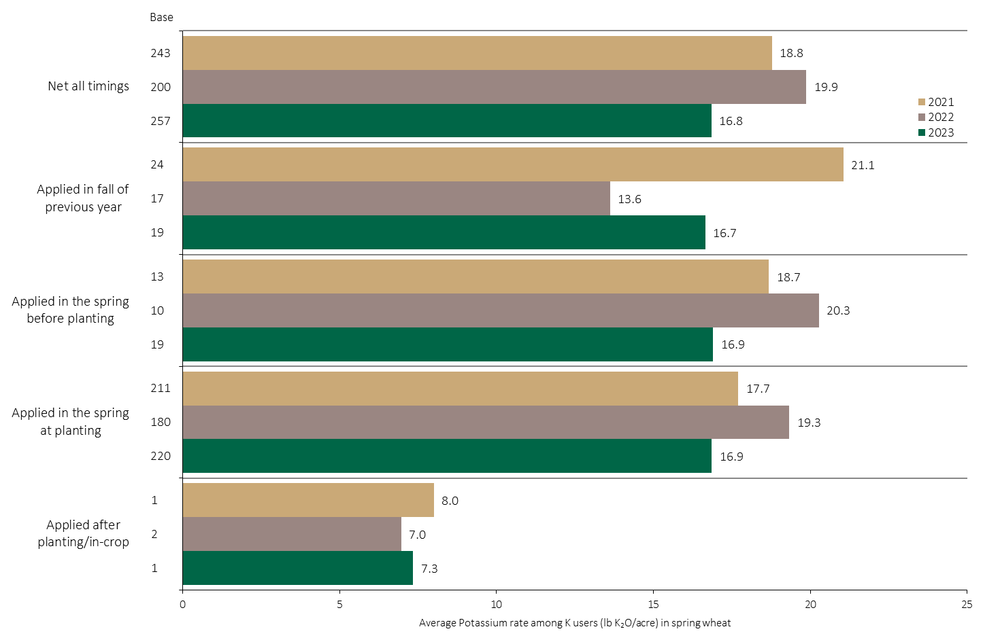 Base
243
18.8
Net all timings
200
19.9
257
16.8
2021
2022
2023
24
21.1
Applied in fall of
previous year
17
13.6
19
16.7
13
18.7
Applied in the spring
before planting
10
20.3
19
16.9
211
17.7
Applied in the spring
at planting
180
19.3
220
16.9
1
8.0
Applied after
planting/in-crop
2
7.0
1
7.3
0 5 10 15 20 25
Average Potassium rate among K users (lb K₂O/acre) in spring wheat